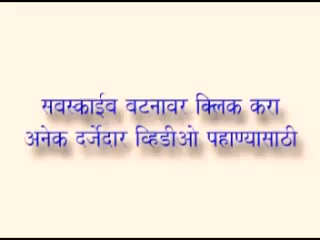 सबस्काईब बटनावर क्लिक करा
अनेक दर्जेदार व्हिडीओ पहाण्यासाठी